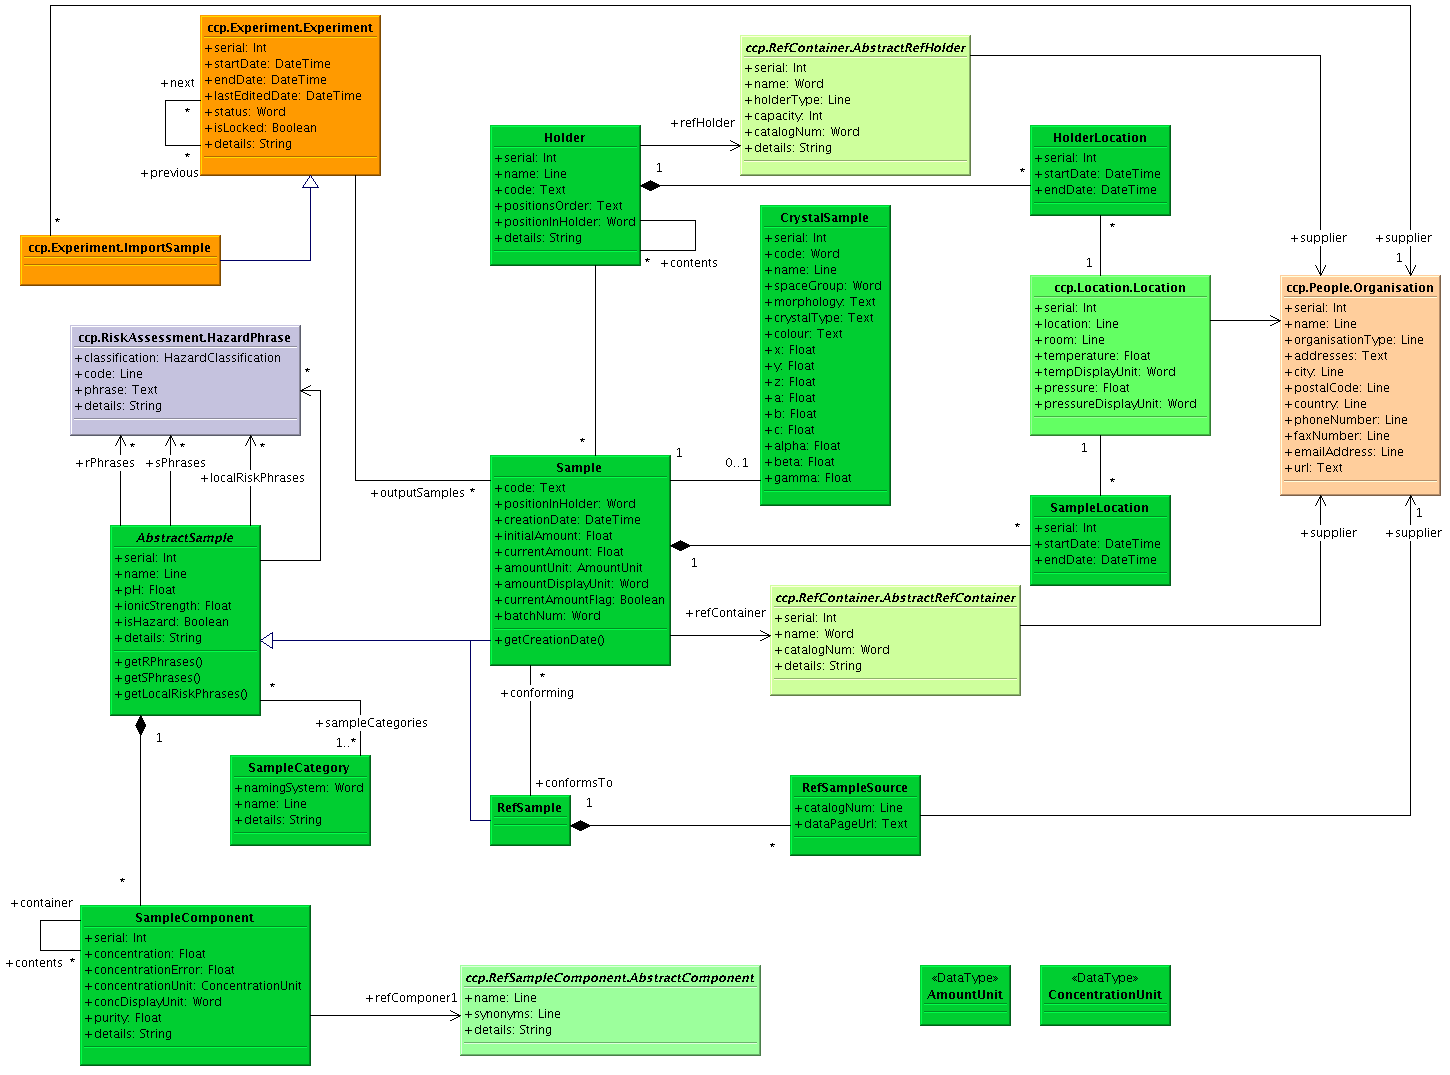 ccp.Experiment.Experiment
+serial: Int
+startDate: DateTime
+endDate: DateTime
+lastEditedDate: DateTime
+status: Word
+isLocked: Boolean
+details: String
+next
*
*
+previous
*
ccp.Experiment.ImportSample
ccp.RefContainer.AbstractRefHolder
+serial: Int
+name: Word
+holderType: Line
+capacity: Int
+catalogNum: Word
+details: String
+refHolder
Holder
+serial: Int
+name: Line
+code: Text
+positionsOrder: Text
+positionInHolder: Word
+details: String
1
*
* +contents
HolderLocation
+serial: Int
+startDate: DateTime
+endDate: DateTime
*
1
+supplier
+supplier
1
CrystalSample
+serial: Int
+code: Word
+name: Line
+spaceGroup: Word
+morphology: Text
+crystalType: Text
+colour: Text
+x: Float
+y: Float
+z: Float
+a: Float
+b: Float
+c: Float
+alpha: Float
+beta: Float
+gamma: Float
ccp.Location.Location
+serial: Int
+location: Line
+room: Line
+temperature: Float
+tempDisplayUnit: Word
+pressure: Float
+pressureDisplayUnit: Word
1
*
ccp.People.Organisation
+serial: Int
+name: Line
+organisationType: Line
+addresses: Text
+city: Line
+postalCode: Line
+country: Line
+phoneNumber: Line
+faxNumber: Line
+emailAddress: Line
+url: Text
+supplier
1
+supplier
ccp.RiskAssessment.HazardPhrase
+classification: HazardClassification
+code: Line
+phrase: Text
+details: String
*
*
*
*
+rPhrases
+sPhrases
+localRiskPhrases
*
1
0..1
+outputSamples *
Sample
+code: Text
+positionInHolder: Word
+creationDate: DateTime
+initialAmount: Float
+currentAmount: Float
+amountUnit: AmountUnit
+amountDisplayUnit: Word
+currentAmountFlag: Boolean
+batchNum: Word
+getCreationDate()
*
1
SampleLocation
+serial: Int
+startDate: DateTime
+endDate: DateTime
AbstractSample
+serial: Int
+name: Line
+pH: Float
+ionicStrength: Float
+isHazard: Boolean
+details: String
+getRPhrases()
+getSPhrases()
+getLocalRiskPhrases()
+refContainer
ccp.RefContainer.AbstractRefContainer
+serial: Int
+name: Word
+catalogNum: Word
+details: String
*
+conforming
*
+sampleCategories
1..*
1
SampleCategory
+namingSystem: Word
+name: Line
+details: String
+conformsTo
RefSample
1
*
RefSampleSource
+catalogNum: Line
+dataPageUrl: Text
*
+container
+contents *
SampleComponent
+serial: Int
+concentration: Float
+concentrationError: Float
+concentrationUnit: ConcentrationUnit
+concDisplayUnit: Word
+purity: Float
+details: String
+refComponer1
ccp.RefSampleComponent.AbstractComponent
+name: Line
+synonyms: Line
+details: String
«DataType»
AmountUnit
«DataType»
ConcentrationUnit